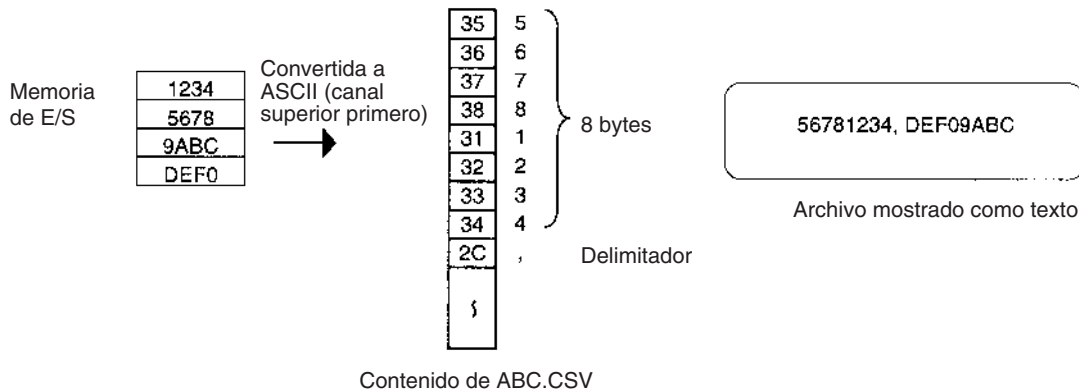 Memoria
de E/S
1234
5678
9ABC
DEF0
Convertida a
ASCII (canal
superior primero)
35 5
36 6
37 7
38 8
31 1
32 2
33 3
34 4
2C ,
8 bytes
Delimitador
56781234, DEF09ABC
Archivo mostrado como texto
Contenido de ABC.CSV